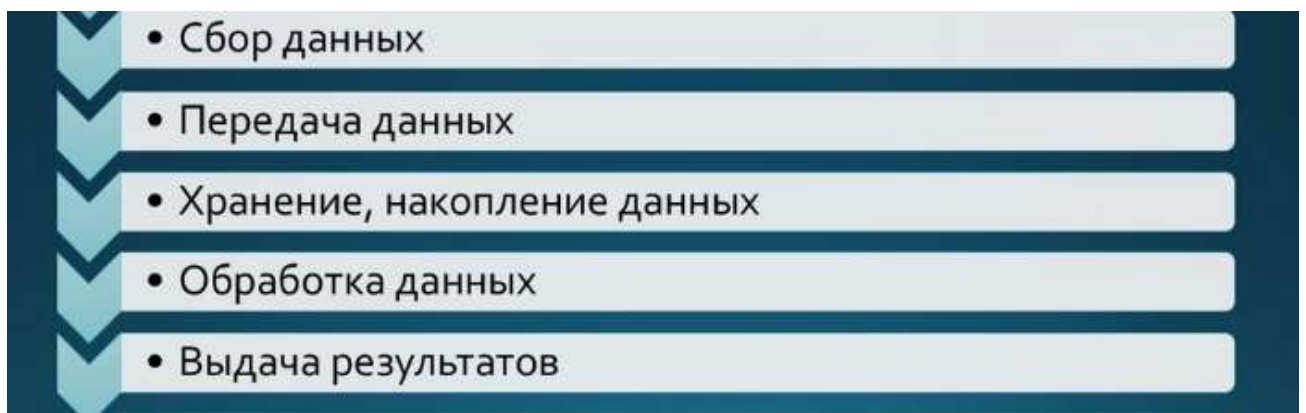 • Сбор данных
• Передача данных
• Хранение, накопление данных
• Обработка данных
• Выдача результатов